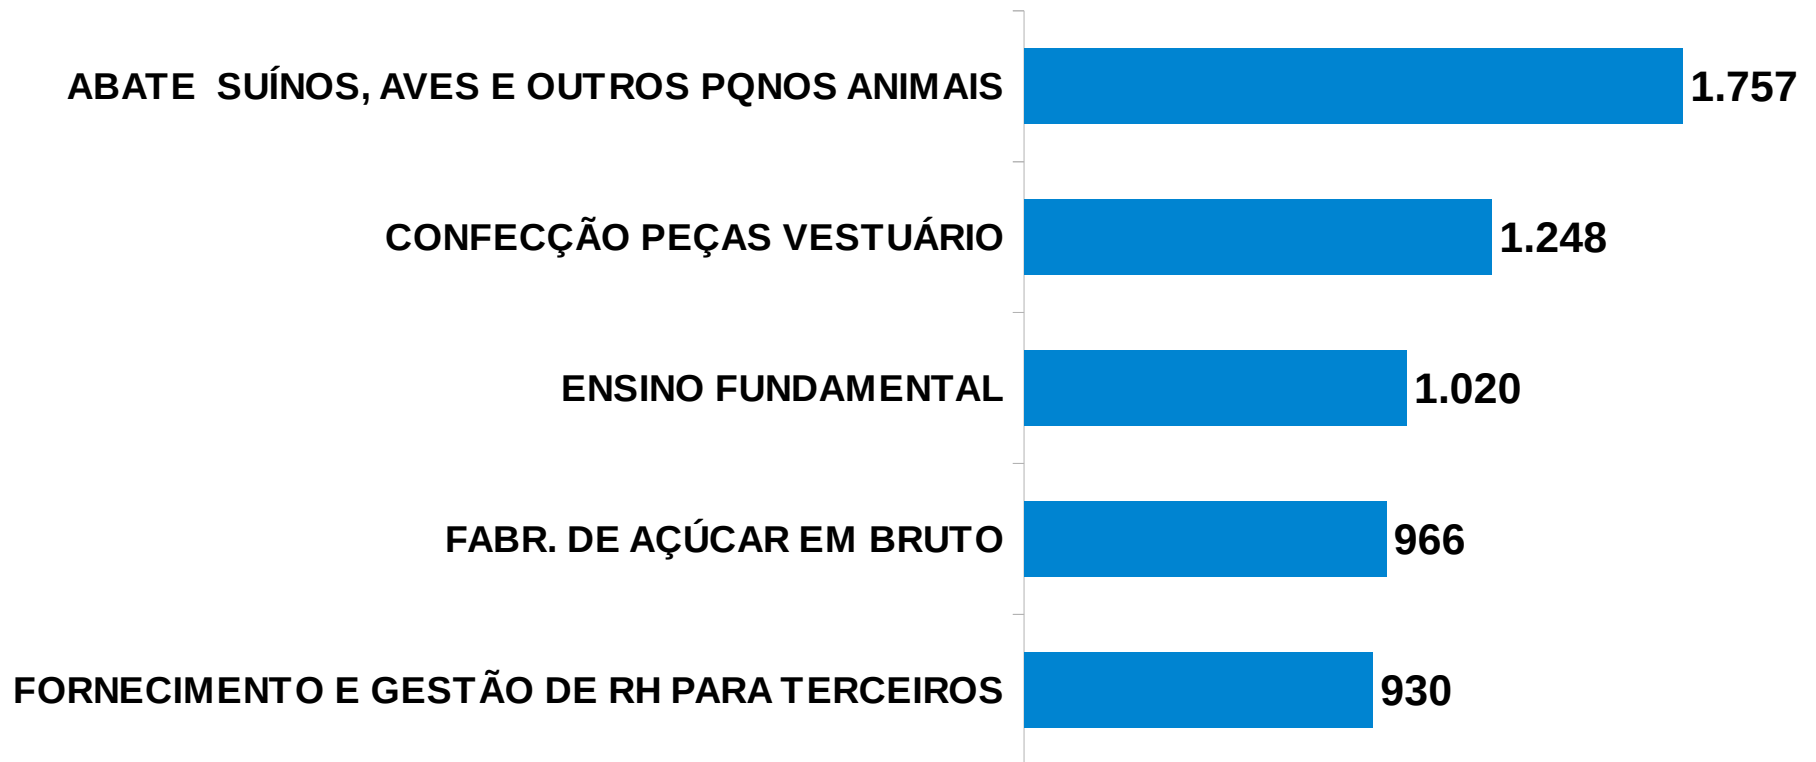 ABATE  SUÍNOS, AVES E OUTROS PQNOS ANIMAIS 1.757
CONFECÇÃO PEÇAS VESTUÁRIO 1.248
ENSINO FUNDAMENTAL 1.020
FABR. DE AÇÚCAR EM BRUTO 966
FORNECIMENTO E GESTÃO DE RH PARA TERCEIROS 930